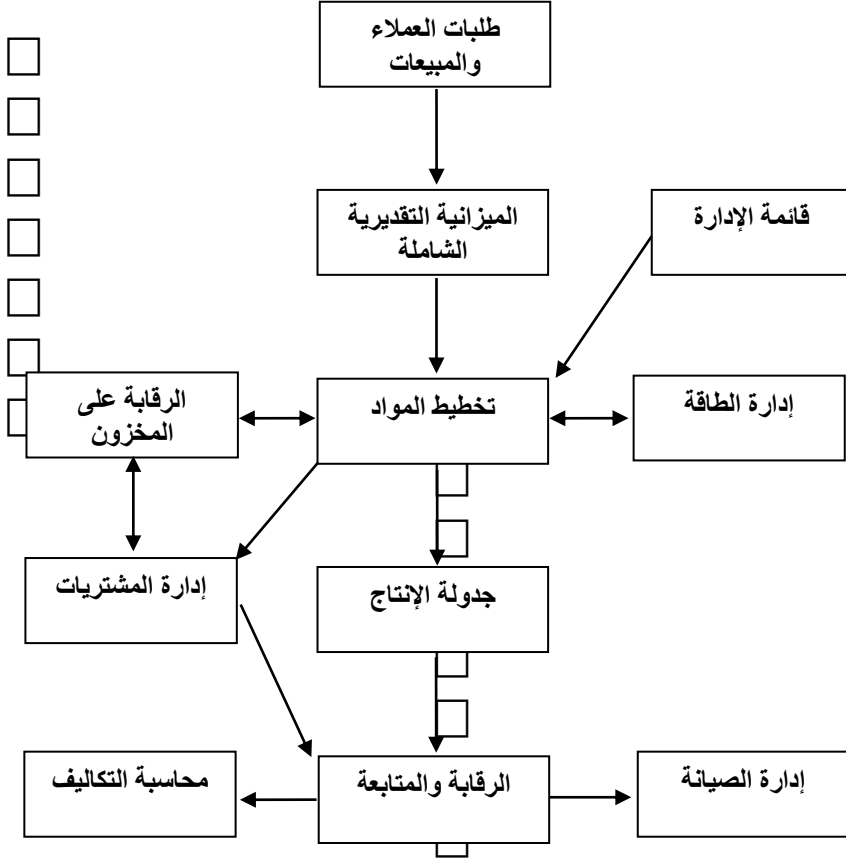 طلبات العملاء
والمبيعات
الميزانية التقديرية
الشاملة
قائمة الإدارة
الرقابة على
المخزون
تخطيط المواد
إدارة الطاقة
إدارة المشتريات
جدولة الإنتاج
محاسبة التكاليف
الرقابة والمتابعة
إدارة الصيانة